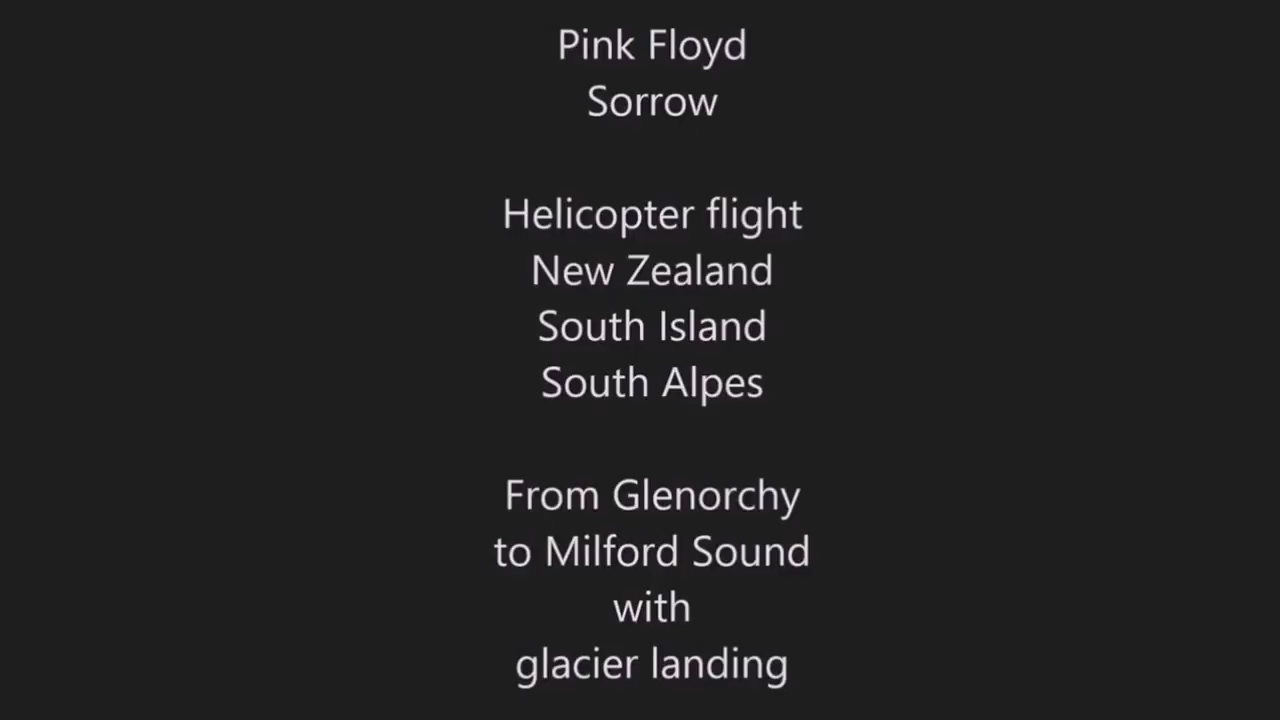 Pink Floyd
Sorrow
Helicopter flight
New Zealand
South Island
South Alpes
From Glenorchy
to Milford Sound
with
glacier landing